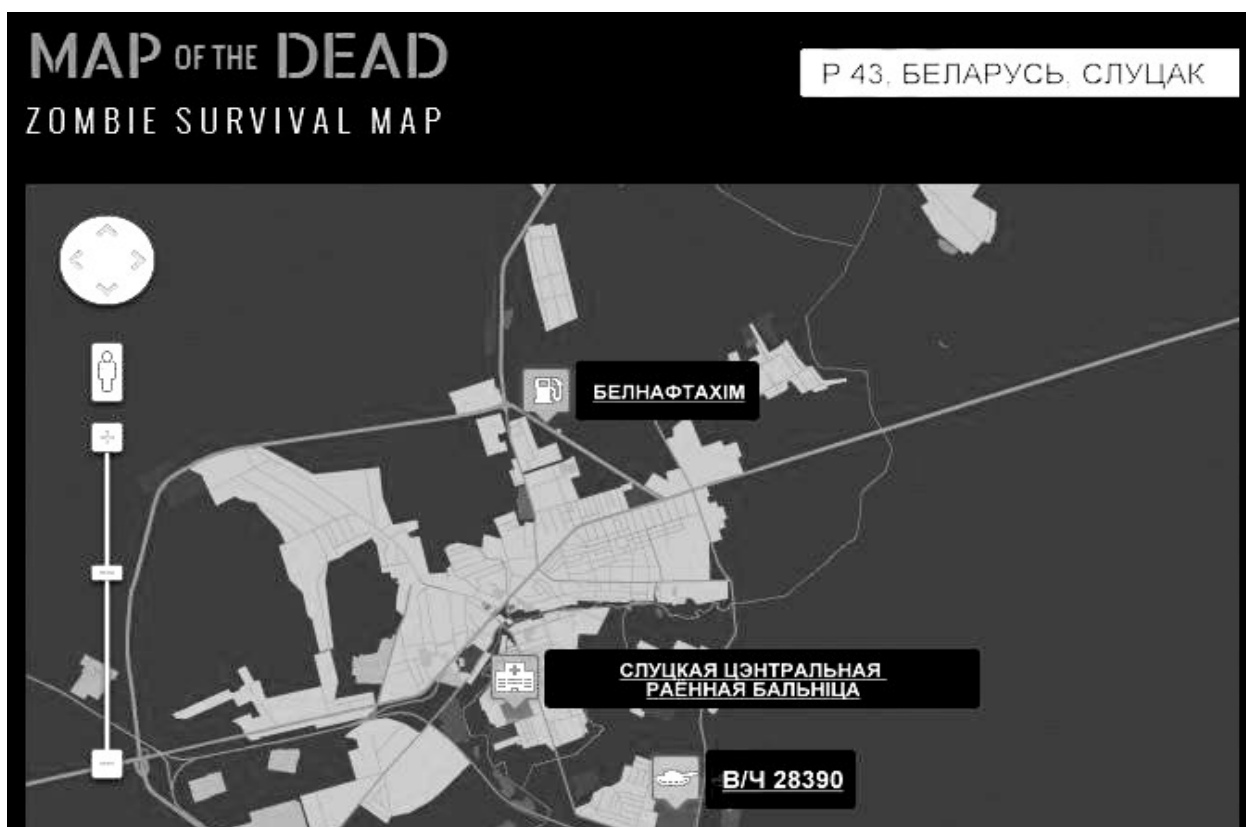 MAP OF THE DEAD
ZOMBIE SURVIVAL MAP
Р 43, БЕЛАРУСЬ, СЛУЦАК
БЕЛНАФТАХІМ
СЛУЦКАЯ ЦЭНТРАЛЬНАЯ
РАЁННАЯ БАЛЬНІЦА
В/Ч 28390